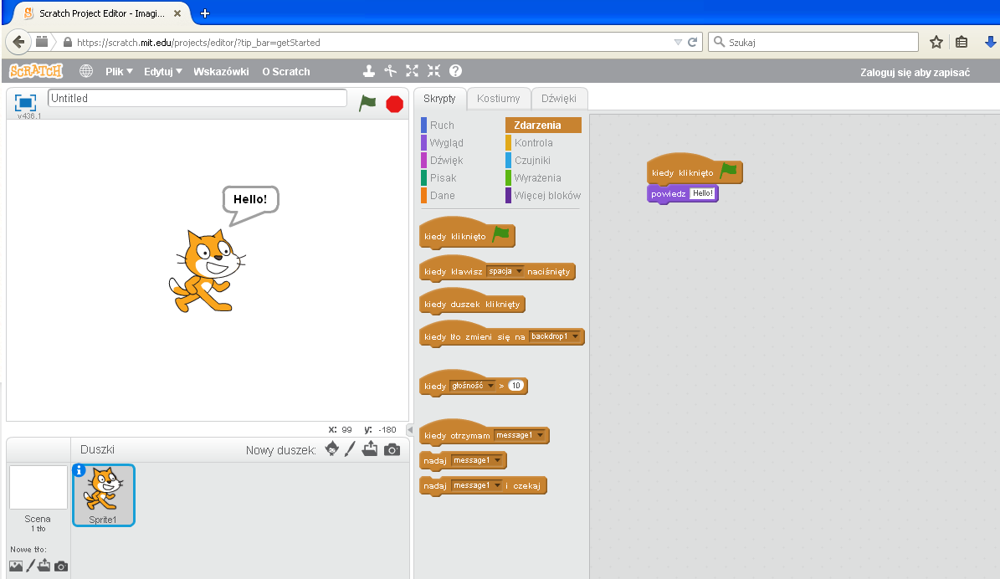 Scratch Project Editor - Imagi...
https://scratch.mit.edu/projects/editor/?tip_bar=getStarted
Szukaj
SCRATCH
Plik
Edytuj
Wskazówki
O Scratch
Zaloguj się aby zapisać
v436.1
Untitled
Hello!
x: 99 y: -180
Duszki
Nowy duszek:
Sprite1
Scena
1 tło
Nowe tło:
Skrypty
Kostiumy
Dźwięki
Ruch
Wygląd
Dźwięk
Pisak
Dane
Zdarzenia
Kontrola
Czujniki
Wyrażenia
Więcej bloków
kiedy kliknięto
kiedy klawisz spacja naciśnięty
kiedy duszek kliknięty
kiedy tło zmieni się na backdrop1
kiedy głośność > 10
kiedy otrzymam message1
nadaj message1
nadaj message1 i czekaj
kiedy kliknięto
powiedz Hello!